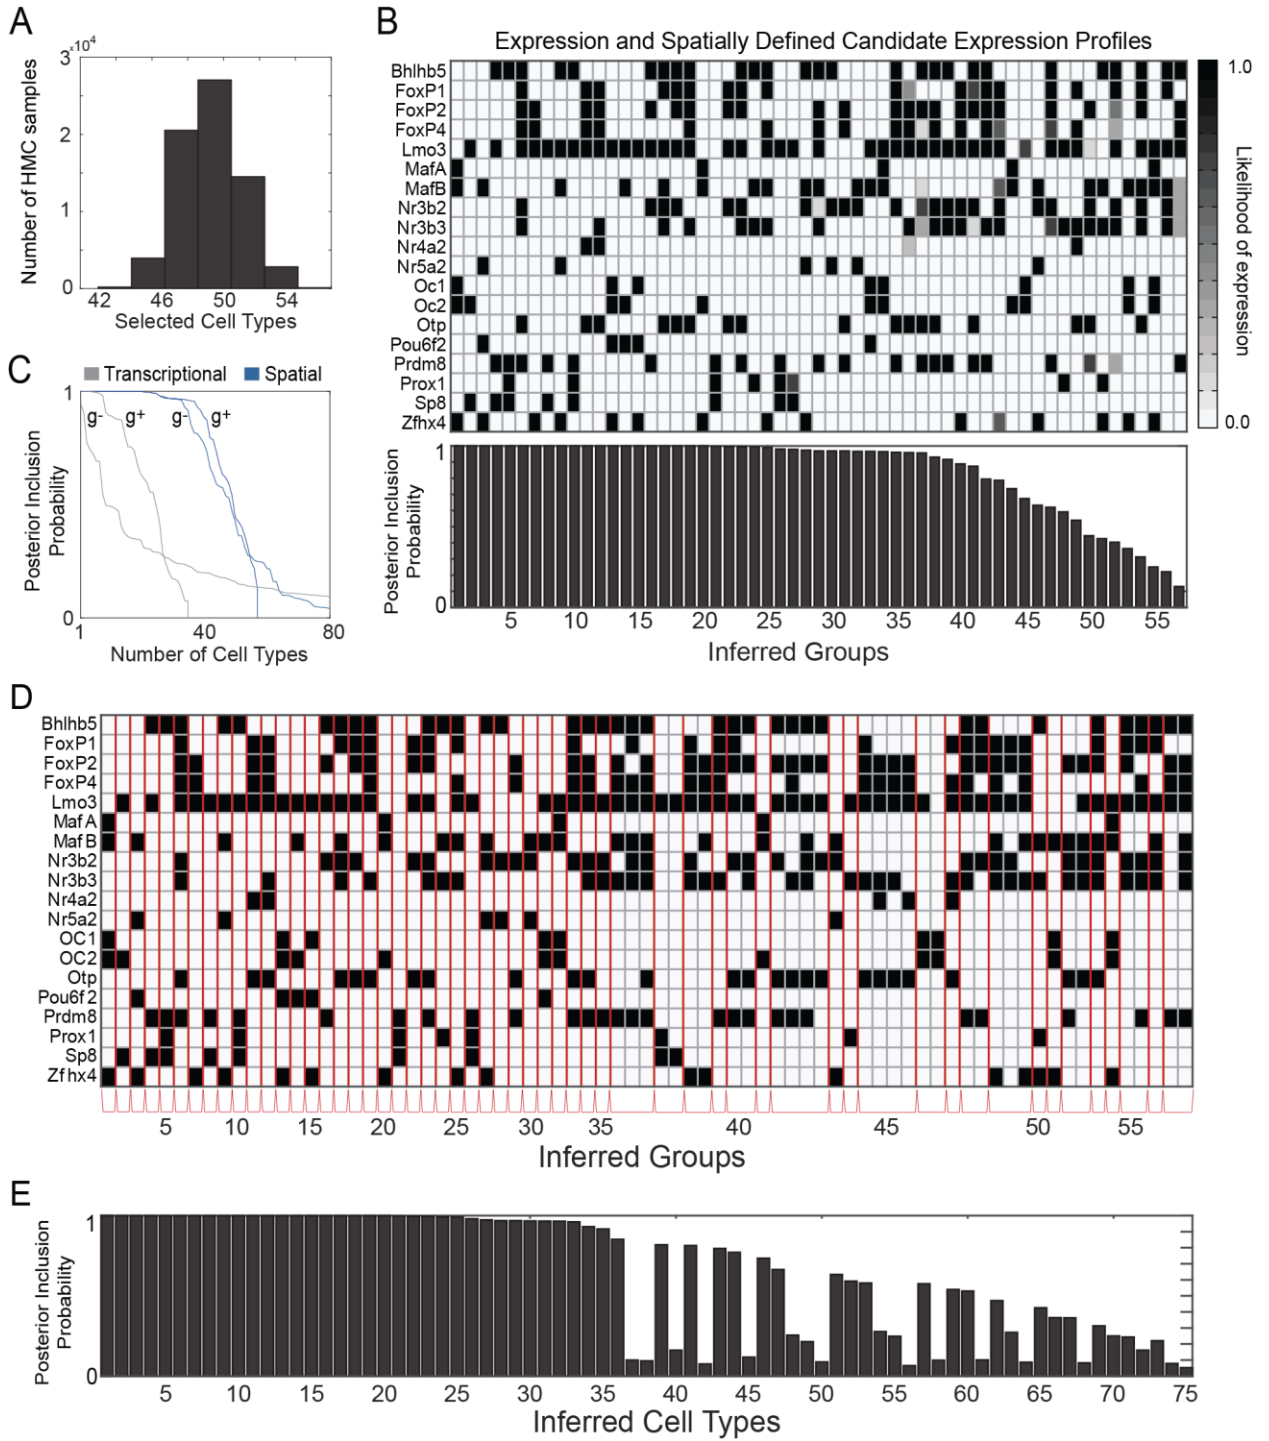 A
x10^4
3
2
1
0
Number of HMC samples
42 46 50 54
Selected Cell Types
B
Expression and Spatially Defined Candidate Expression Profiles
Bhlhb5
FoxP1
FoxP2
FoxP4
Lmo3
MafA
MafB
Nr3b2
Nr3b3
Nr4a2
Nr5a2
Oc1
Oc2
Otp
Pou6f2
Prdm8
Prox1
Sp8
Zfhx4
1.0
Likelihood of expression
0.0
1
Posterior Inclusion
Probability
0
5 10 15 20 25 30 35 40 45 50 55
Inferred Groups
C
Transcriptional Spatial
1
g- g+ g- g+
Posterior Inclusion
Probability
0
1 40 80
Number of Cell Types
D
Bhlhb5
FoxP1
FoxP2
FoxP4
Lmo3
Maf A
Maf B
Nr3b2
Nr3b3
Nr4a2
Nr5a2
OC1
OC2
Otp
Pou6f2
Prdm8
Prox1
Sp8
Zfhx4
5 10 15 20 25 30 35 40 45 50 55
Inferred Groups
E
1
Posterior Inclusion
Probability
0
5 10 15 20 25 30 35 40 45 50 55 60 65 70 75
Inferred Cell Types